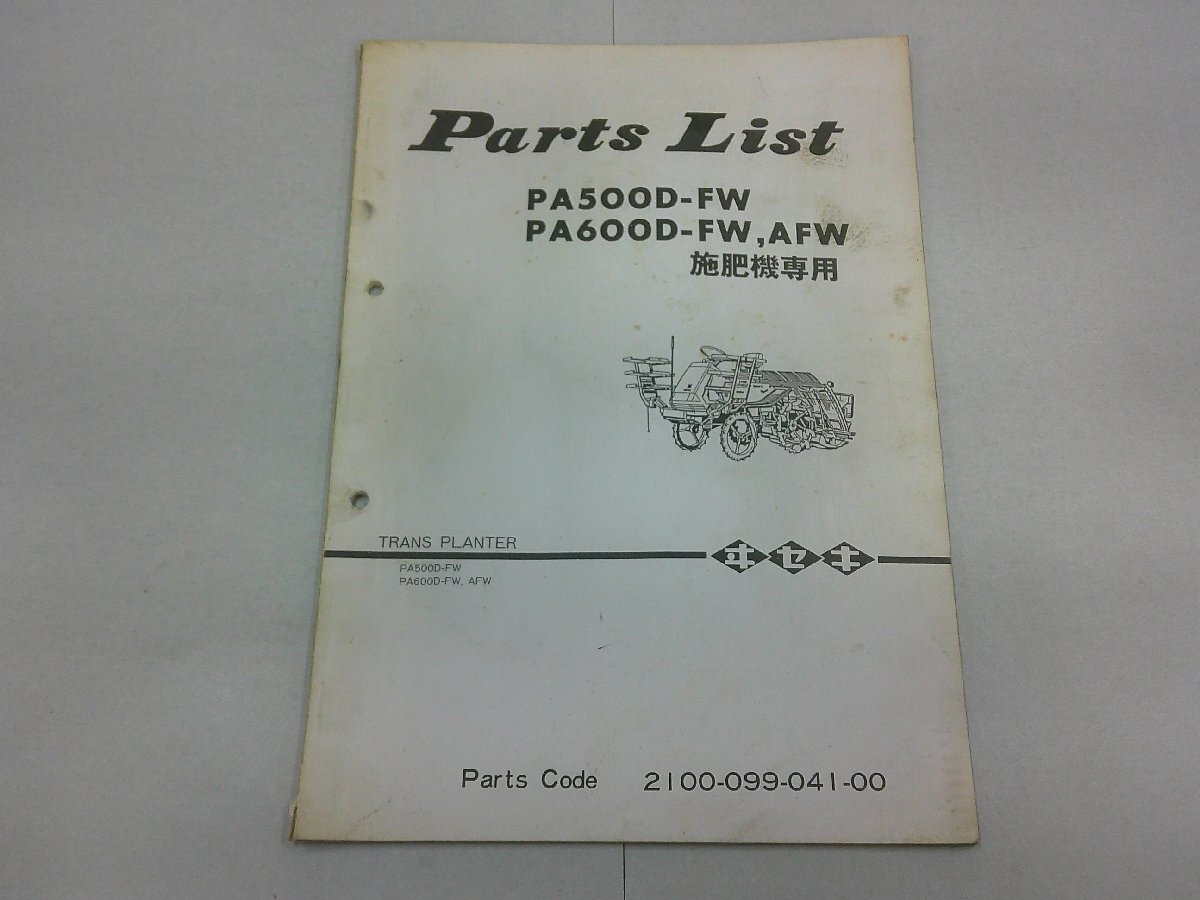 Parts List
PA500D-FW
PA600D-FW, AFW
施肥機専用
TRANS PLANTER
ヰセキ
PA500D-FW
PA600D-FW, AFW
Parts Code 2100-099-041-00